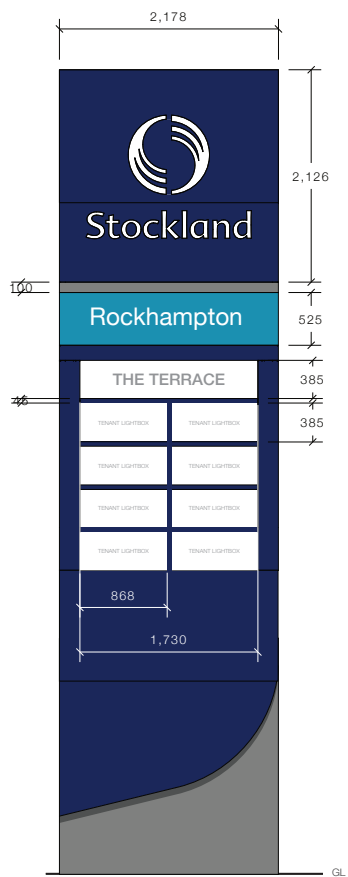 2,178
2,126
Stockland
100
Rockhampton
525
THE TERRACE
385
45
385
TENANT LIGHTBOX TENANT LIGHTBOX
TENANT LIGHTBOX TENANT LIGHTBOX
TENANT LIGHTBOX TENANT LIGHTBOX
TENANT LIGHTBOX TENANT LIGHTBOX
868
1,730
GL